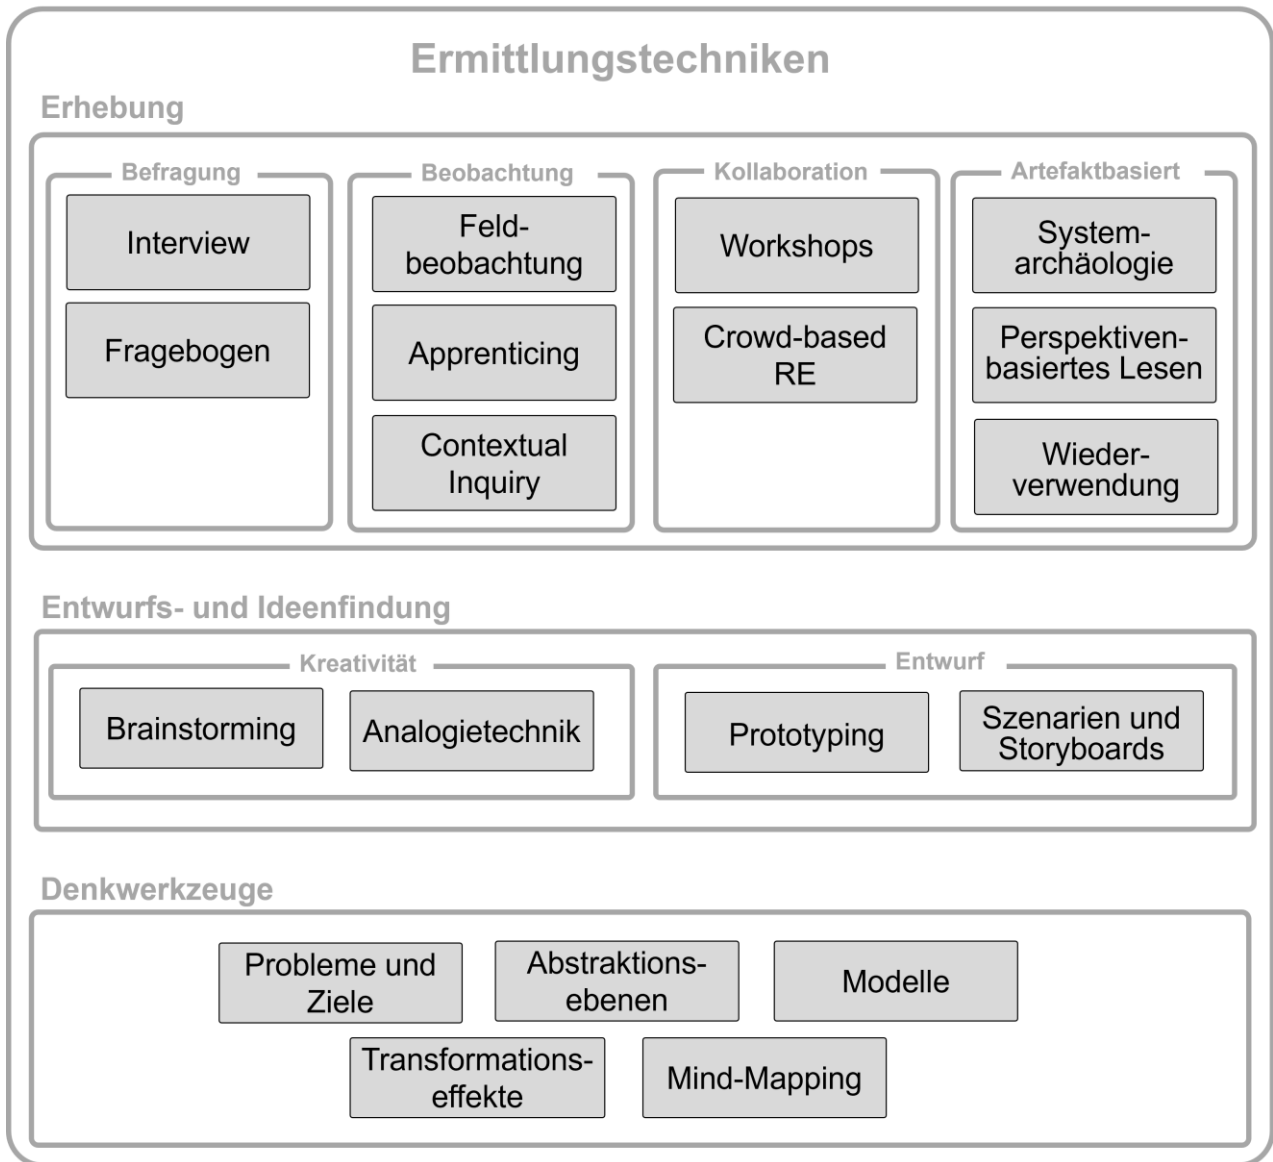 Ermittlungstechniken
Erhebung
Befragung
Interview
Fragebogen
Beobachtung
Feld-
beobachtung
Apprenticing
Contextual
Inquiry
Kollaboration
Workshops
Crowd-based
RE
Artefaktbasiert
System-
archäologie
Perspektiven-
basiertes Lesen
Wieder-
verwendung
Entwurfs- und Ideenfindung
Kreativität
Brainstorming
Analogietechnik
Entwurf
Prototyping
Szenarien und
Storyboards
Denkwerkzeuge
Probleme und
Ziele
Abstraktions-
ebenen
Modelle
Transformations-
effekte
Mind-Mapping